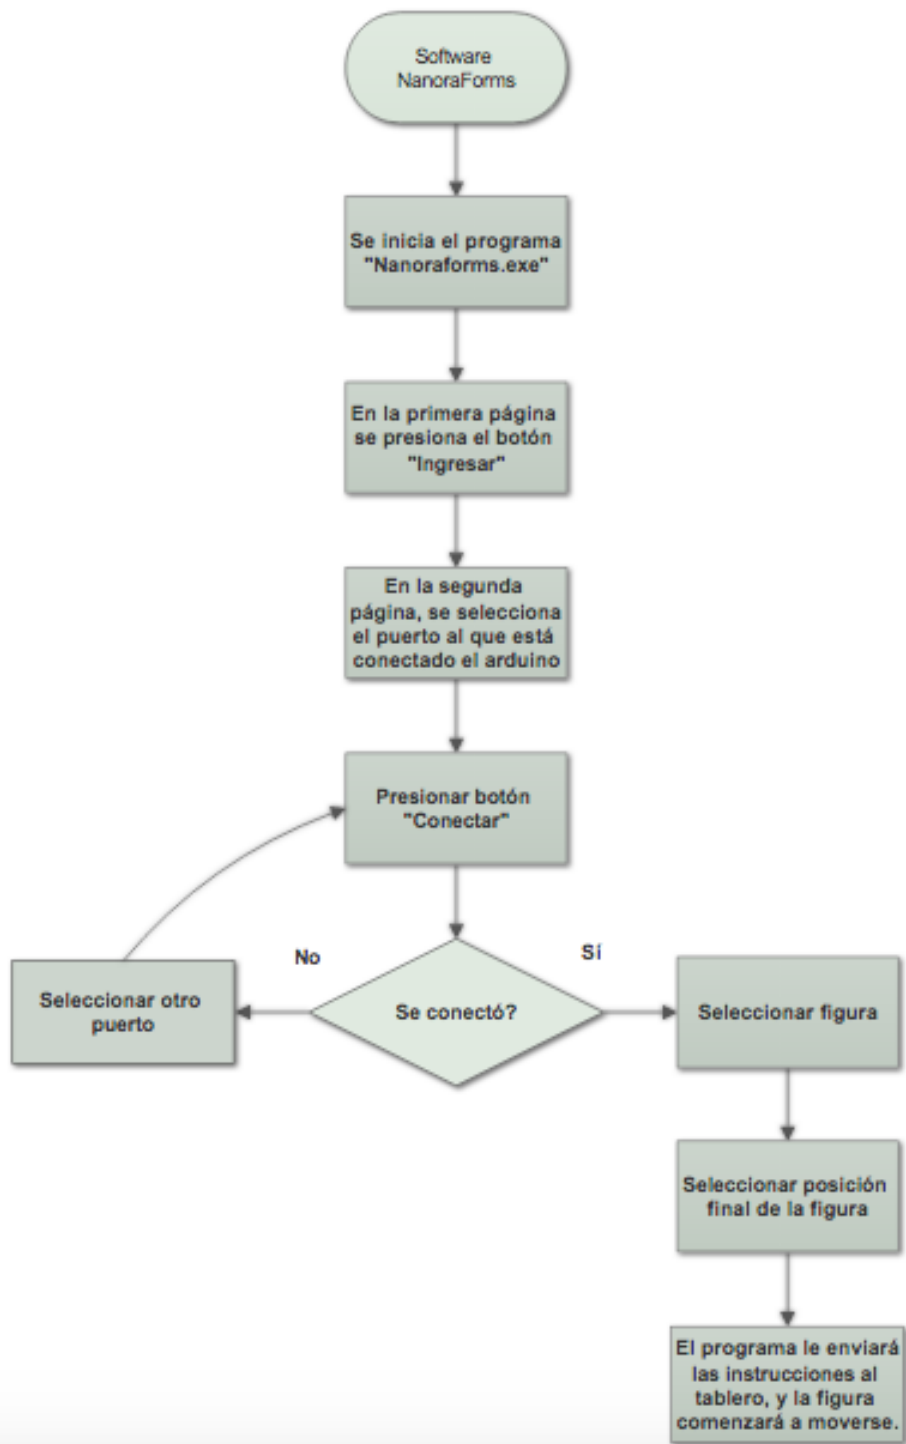 Software
NanoraForms
Se inicia el programa
"Nanoraforms.exe"
En la primera página
se presiona el botón
"Ingresar"
En la segunda
página, se selecciona
el puerto al que está
conectado el arduino
Presionar botón
"Conectar"
No
Sí
Seleccionar otro
puerto
Se conectó?
Seleccionar figura
Seleccionar posición
final de la figura
El programa le enviará
las instrucciones al
tablero, y la figura
comenzará a moverse.